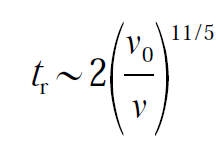 t_r ~ 2(v_0/v)^{11/5}